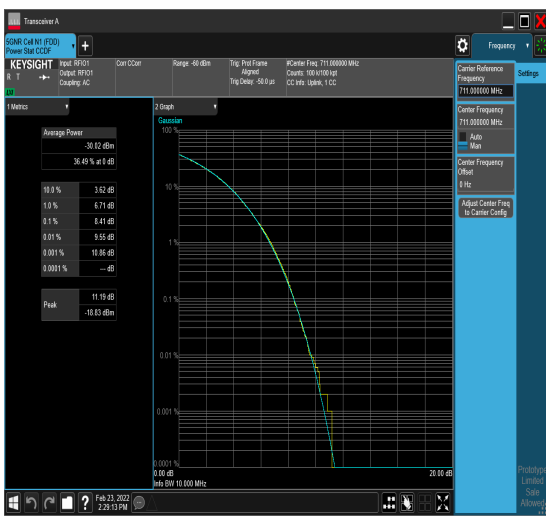 Transceiver A
5GNR Cell N1 (FDD)
Power Stat CCDF
Frequency
KEYSIGHT
R T
LU
Input: RFIO1
Output: RFIO1
Coupling: AC
Corr CCorr
Range: -60 dBm
Trig: Prot Frame
Aligned
Trig Delay: -50.0 µs
#Center Freq: 711.000000 MHz
Counts: 100 k/100 kpt
CC Info: Uplink, 1 CC
Carrier Reference
Frequency
711.000000 MHz
Settings
Center Frequency
711.000000 MHz
Auto
Man
Center Frequency
Offset
0 Hz
Adjust Center Freq
to Carrier Config
1 Metrics
Average Power
-30.02 dBm
36.49 % at 0 dB
10.0 % 3.62 dB
1.0 % 6.71 dB
0.1 % 8.41 dB
0.01 % 9.55 dB
0.001 % 10.86 dB
0.0001 % --- dB
Peak
11.19 dB
-18.83 dBm
2 Graph
Gaussian
100 %
10 %
1 %
0.1 %
0.01 %
0.001 %
0.0001 %
0.00 dB 20.00 dB
Info BW 10.000 MHz
Feb 23, 2022
2:29:13 PM
Prototype
Limited
Sale
Allowed